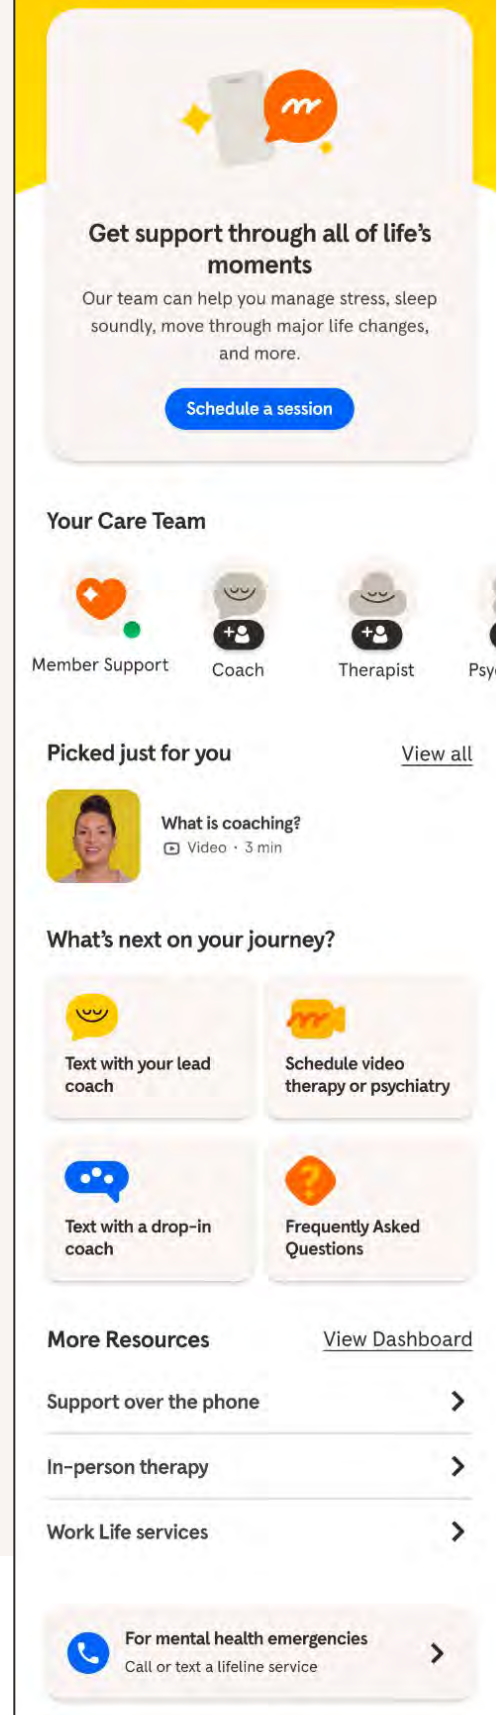 Get support through all of life's
moments
Our team can help you manage stress, sleep
soundly, move through major life changes,
and more.
Schedule a session
Your Care Team
Member Support
Coach
Therapist
Picked just for you
View all
What is coaching?
Video · 3 min
What's next on your journey?
Text with your lead
coach
Schedule video
therapy or psychiatry
Text with a drop-in
coach
Frequently Asked
Questions
More Resources
View Dashboard
Support over the phone
In-person therapy
Work Life services
For mental health emergencies
Call or text a lifeline service